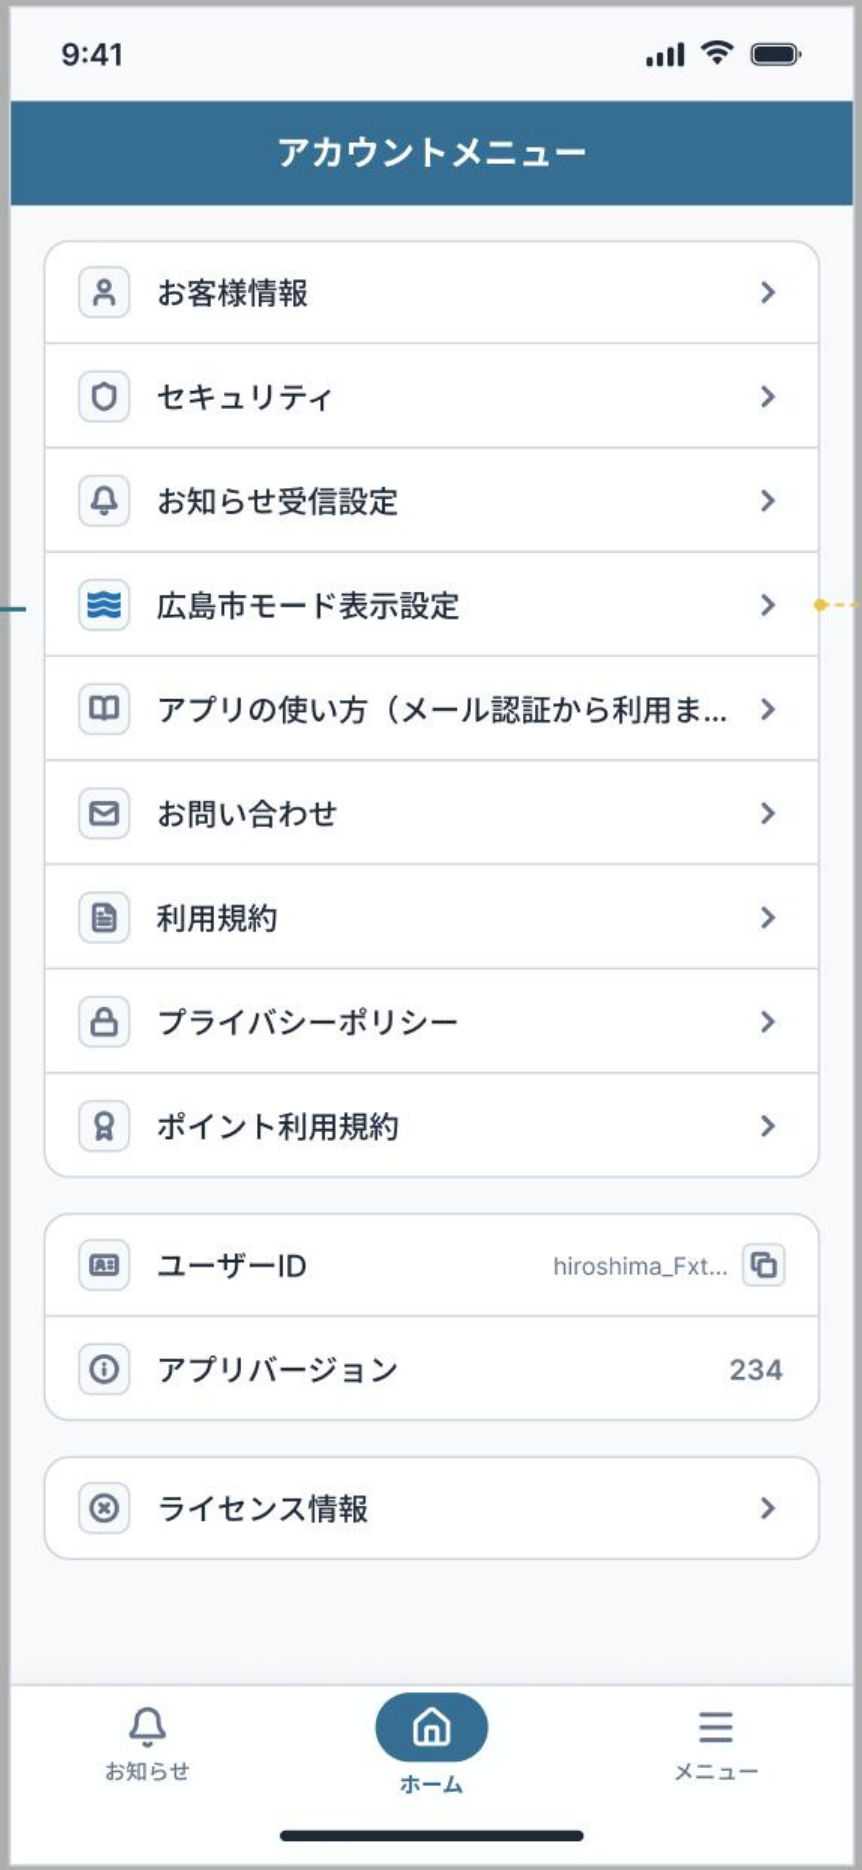 9:41
アカウントメニュー
お客様情報
セキュリティ
お知らせ受信設定
広島市モード表示設定
アプリの使い方（メール認証から利用ま...
お問い合わせ
利用規約
プライバシーポリシー
ポイント利用規約
ユーザーID hiroshima_Fxt...
アプリバージョン 234
ライセンス情報
お知らせ ホーム メニュー